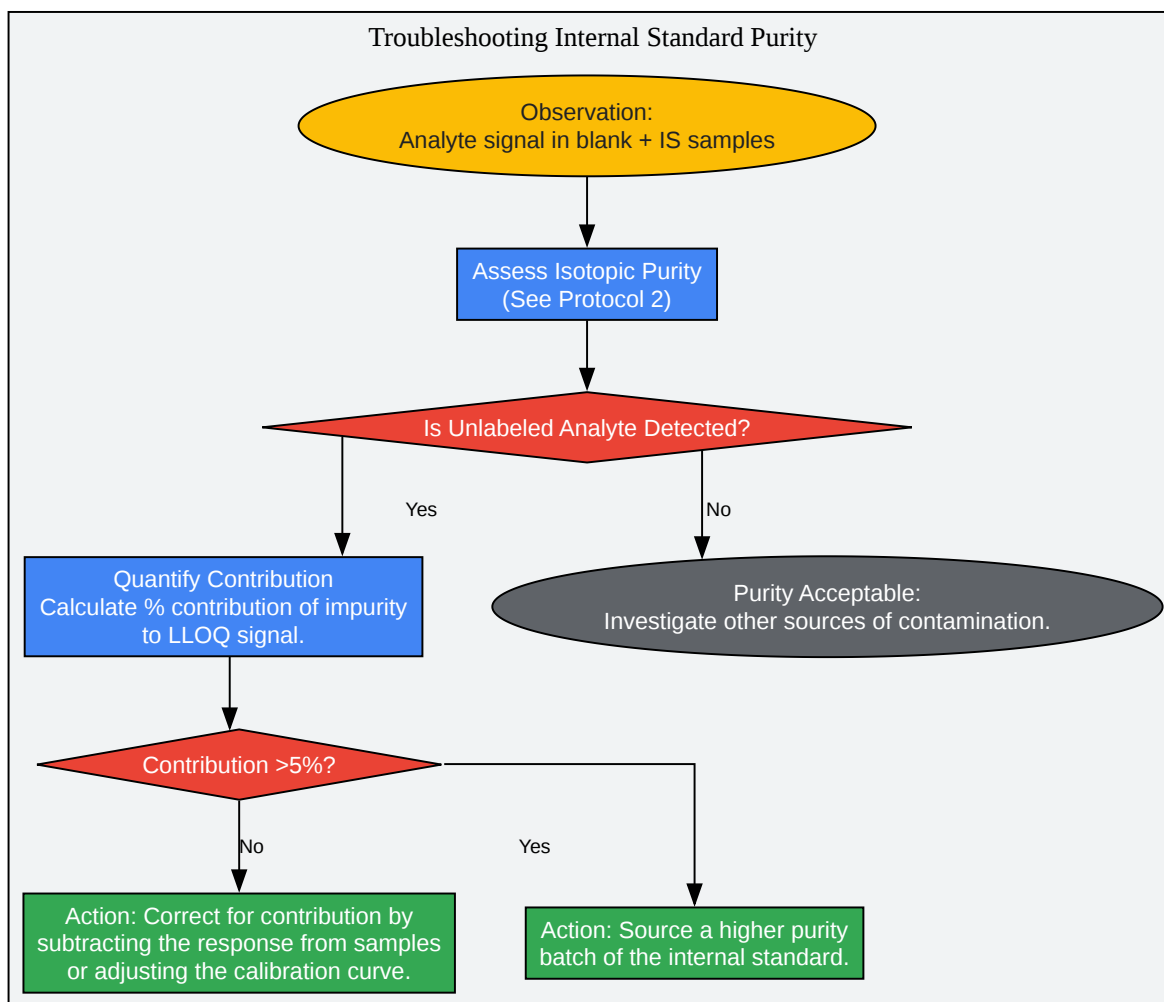 Troubleshooting Internal Standard Purity
Observation:
Analyte signal in blank + IS samples
Assess Isotopic Purity
(See Protocol 2)
Is Unlabeled Analyte Detected?
Yes
No
Quantify Contribution
Calculate % contribution of impurity
to LLOQ signal.
Purity Acceptable:
Investigate other sources of contamination.
Contribution >5%?
No
Yes
Action: Correct for contribution by
subtracting the response from samples
or adjusting the calibration curve.
Action: Source a higher purity
batch of the internal standard.